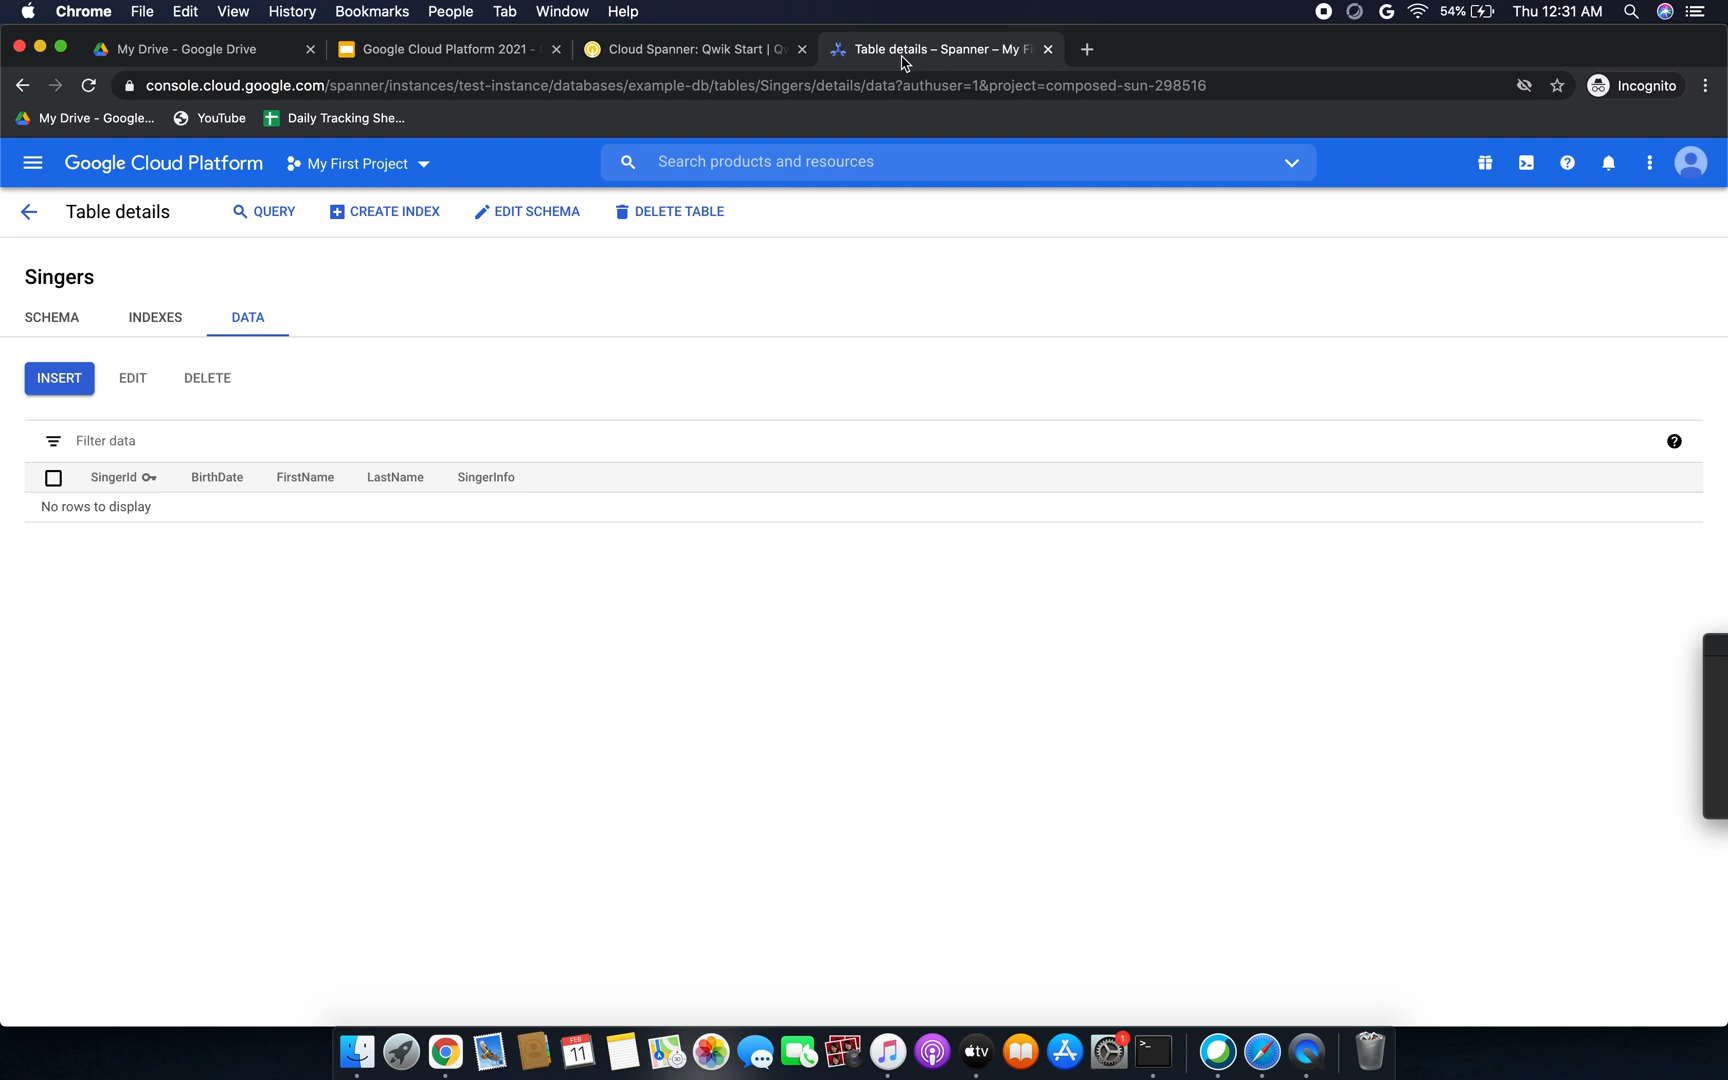 Chrome File Edit View History Bookmarks People Tab Window Help 54% Thu 12:31 AM
My Drive - Google Drive Google Cloud Platform 2021 - Cloud Spanner: Qwik Start | Qw Table details – Spanner – My Fi
console.cloud.google.com/spanner/instances/test-instance/databases/example-db/tables/Singers/details/data?authuser=1&project=composed-sun-298516 Incognito
My Drive - Google... YouTube Daily Tracking She...
Google Cloud Platform My First Project Search products and resources
Table details QUERY CREATE INDEX EDIT SCHEMA DELETE TABLE
Singers
SCHEMA INDEXES DATA
INSERT EDIT DELETE
Filter data
SingerId BirthDate FirstName LastName SingerInfo
No rows to display
FEB
11
tv
1